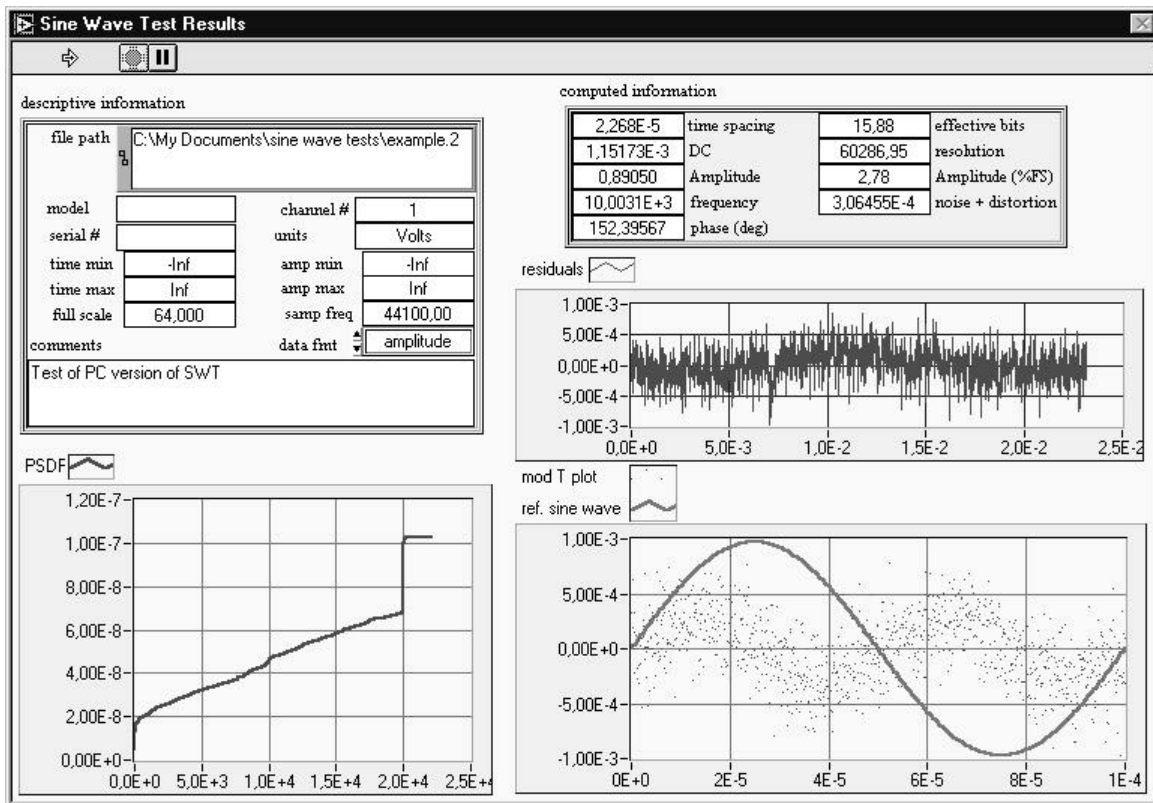 Sine Wave Test Results
descriptive information
file path C:\My Documents\sine wave tests\example.2
model
channel # 1
serial #
units Volts
time min -Inf
amp min -Inf
time max Inf
amp max Inf
full scale 64,000
samp freq 44100,00
comments
data fmt amplitude
Test of PC version of SWT
computed information
2,268E-5 time spacing 15,88 effective bits
1,15173E-3 DC 60286,95 resolution
0,89050 Amplitude 2,78 Amplitude (%FS)
10,0031E+3 frequency 3,06455E-4 noise + distortion
152,39567 phase (deg)
residuals
1,00E-3
5,00E-4
0,00E+0
-5,00E-4
-1,00E-3
0,0E+0 5,0E-3 1,0E-2 1,5E-2 2,0E-2 2,5E-2
PSDF
1,20E-7
1,00E-7
8,00E-8
6,00E-8
4,00E-8
2,00E-8
0,00E+0
0,0E+0 5,0E+3 1,0E+4 1,5E+4 2,0E+4 2,5E+4
mod T plot
ref. sine wave
1,00E-3
5,00E-4
0,00E+0
-5,00E-4
-1,00E-3
0E+0 2E-5 4E-5 6E-5 8E-5 1E-4